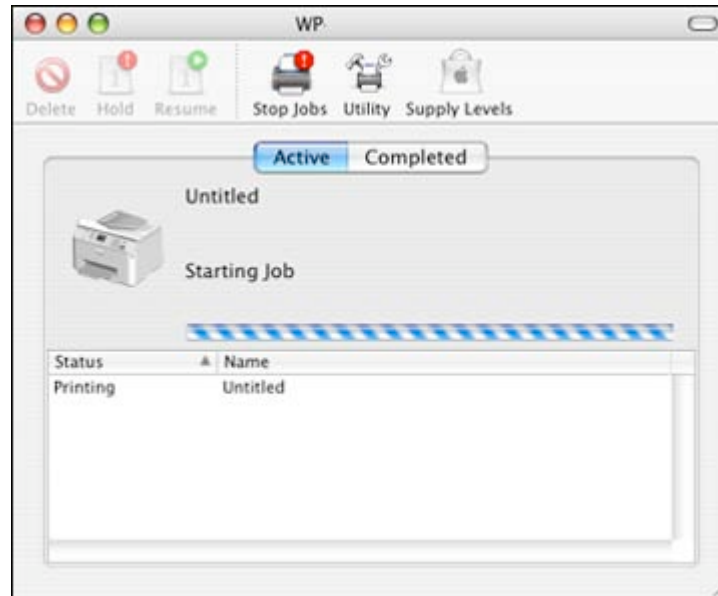 WP-
Delete Hold Resume Stop Jobs Utility Supply Levels
Active Completed
Untitled
Starting Job
Status Name
Printing Untitled